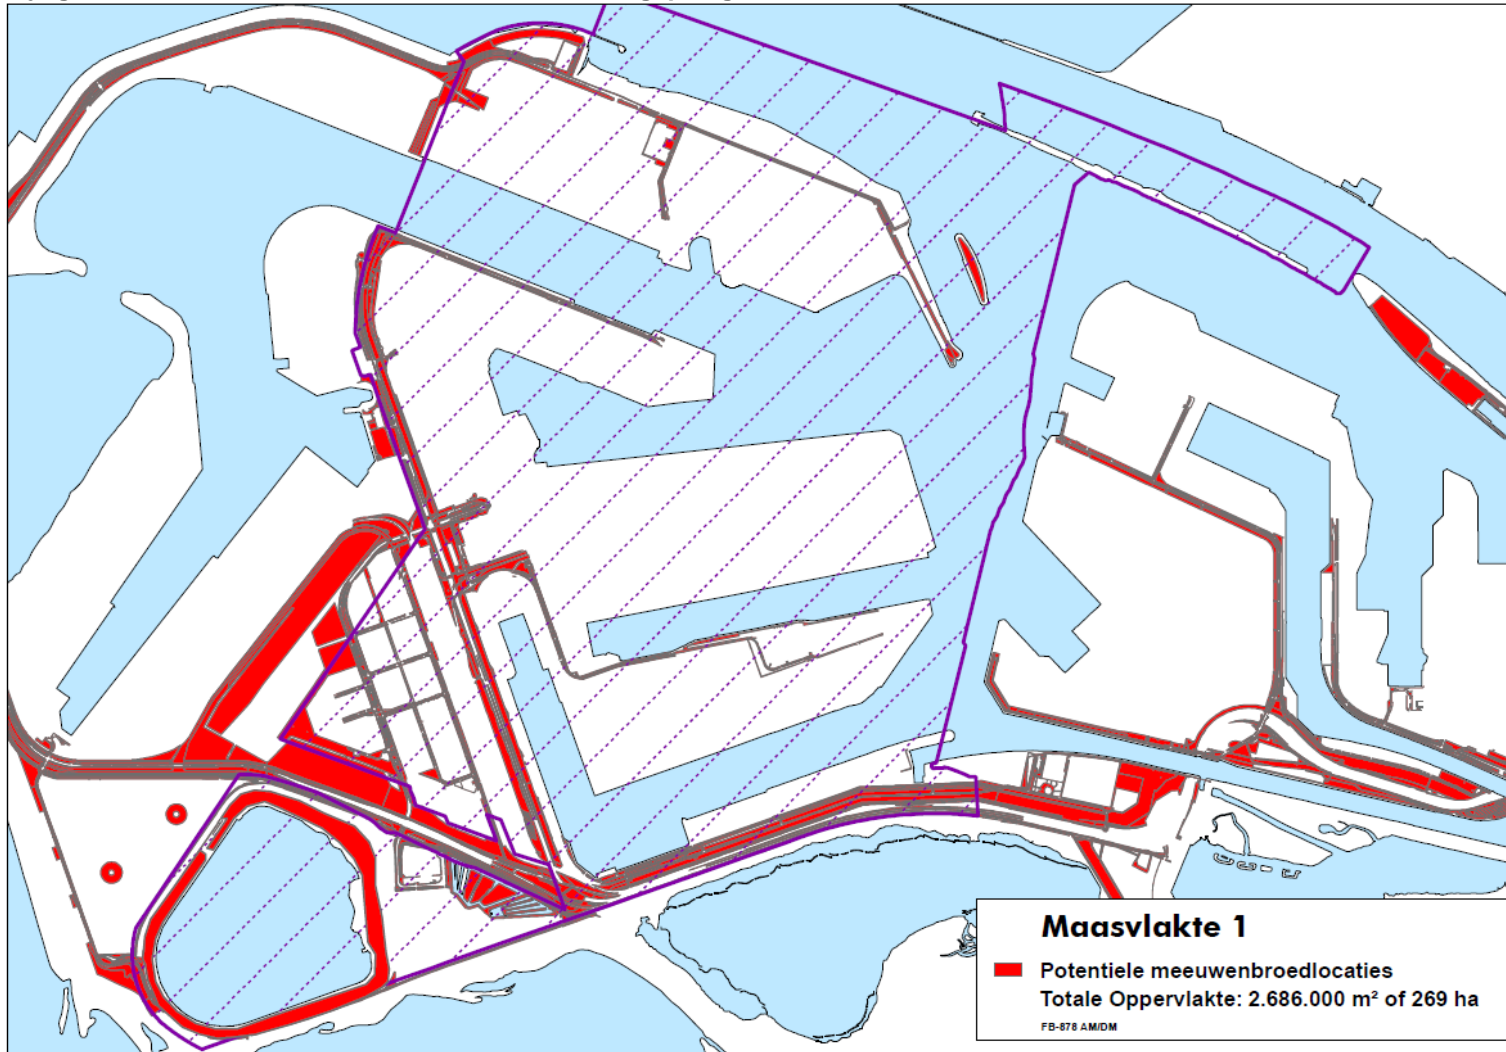 Maasvlakte 1
Potentiele meeuwenbroedlocaties
Totale Oppervlakte: 2.686.000 m² of 269 ha
FB-878 AM/DM